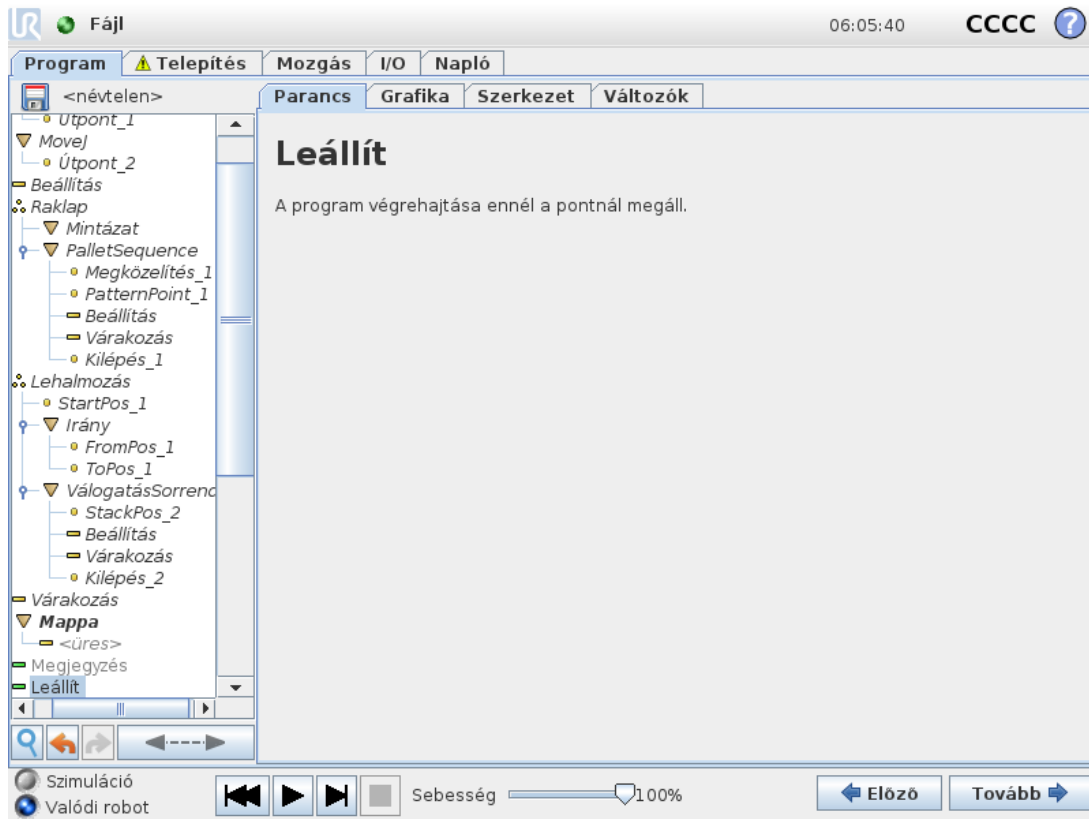 Fájl
06:05:40
CCCC
?
Program
Telepítés
Mozgás
I/O
Napló
<névtelen>
Parancs
Grafika
Szerkezet
Változók
Útpont_1
MoveJ
Útpont_2
Beállítás
Raklap
Mintázat
PalletSequence
Megközelítés_1
PatternPoint_1
Beállítás
Várakozás
Kilépés_1
Lehalmozás
StartPos_1
Irány
FromPos_1
ToPos_1
VálogatásSorrend
StackPos_2
Beállítás
Várakozás
Kilépés_2
Várakozás
Mappa
<üres>
Megjegyzés
Leállít
Leállít
A program végrehajtása ennél a pontnál megáll.
Szimuláció
Valódi robot
Sebesség
100%
Előző
Tovább